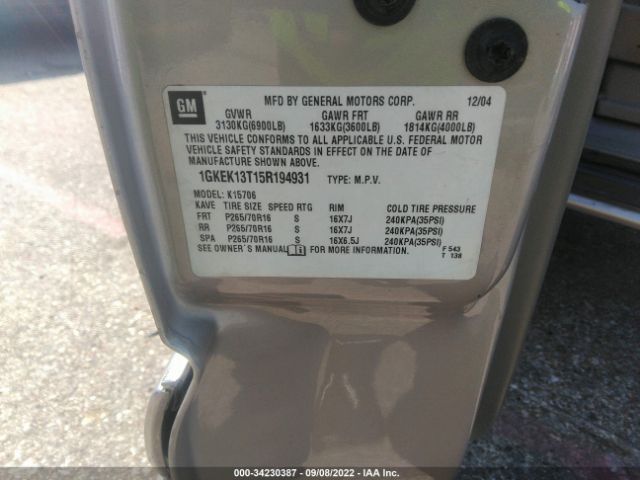 GM
MFD BY GENERAL MOTORS CORP. 12/04
GVWR GAWR FRT GAWR RR
3130KG(6900LB) 1633KG(3600LB) 1814KG(4000LB)
THIS VEHICLE CONFORMS TO ALL APPLICABLE U.S. FEDERAL MOTOR
VEHICLE SAFETY STANDARDS IN EFFECT ON THE DATE OF
MANUFACTURE SHOWN ABOVE.
1GKEK13T15R194931 TYPE: M.P.V.
MODEL: K15706
KAVE TIRE SIZE SPEED RTG RIM COLD TIRE PRESSURE
FRT P265/70R16 S 16X7J 240KPA(35PSI)
RR P265/70R16 S 16X7J 240KPA(35PSI)
SPA P265/70R16 S 16X6.5J 240KPA(35PSI)
SEE OWNER'S MANUAL FOR MORE INFORMATION. F 543
T 138
000-34230387 - 09/08/2022 - IAA Inc.